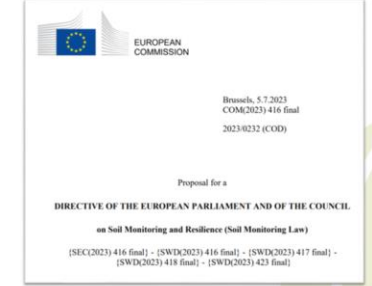 EUROPEAN
COMMISSION
Brussels, 5.7.2023
COM(2023) 416 final
2023/0232 (COD)
Proposal for a
DIRECTIVE OF THE EUROPEAN PARLIAMENT AND OF THE COUNCIL
on Soil Monitoring and Resilience (Soil Monitoring Law)
{SEC(2023) 416 final} - {SWD(2023) 416 final} - {SWD(2023) 417 final} -
{SWD(2023) 418 final} - {SWD(2023) 423 final}